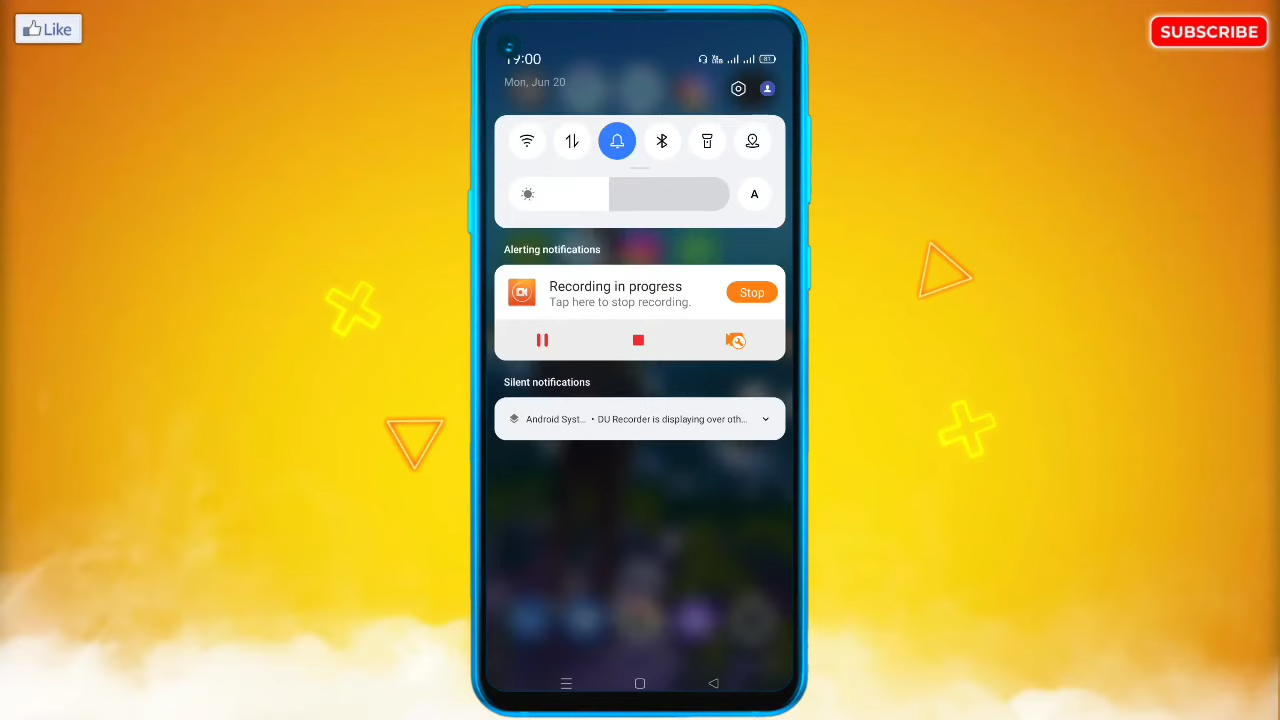 Like
SUBSCRIBE
19:00
81
Mon, Jun 20
A
Alerting notifications
Recording in progress
Tap here to stop recording.
Stop
Silent notifications
Android Syst... • DU Recorder is displaying over oth...